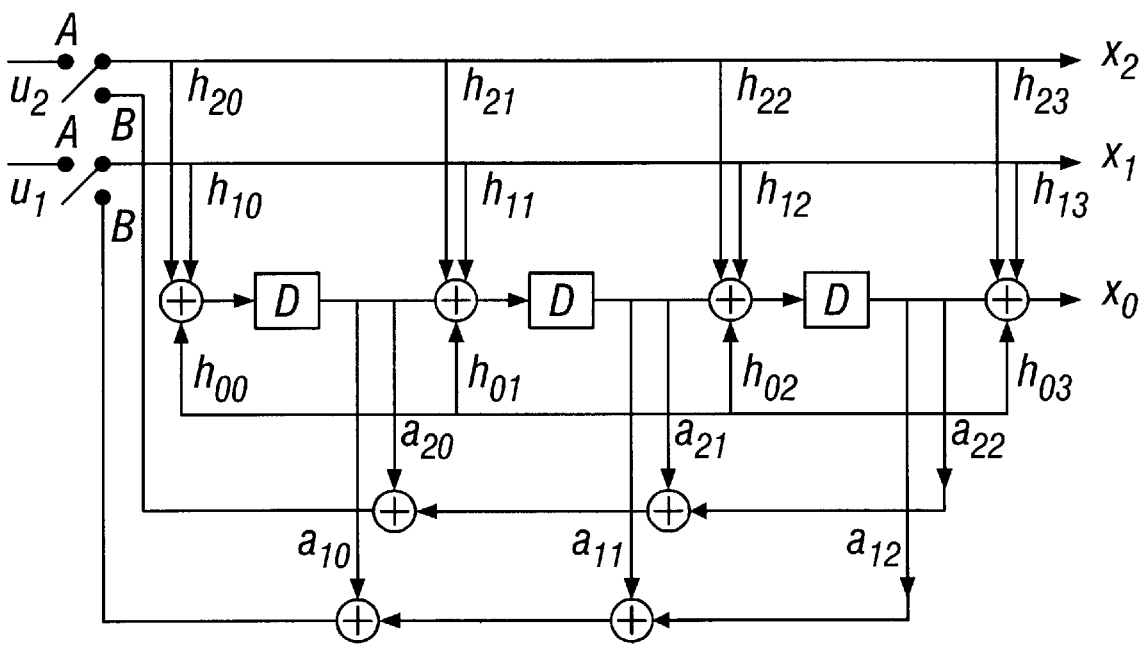 A
x₂
u₂
h₂₀ h₂₁ h₂₂ h₂₃
B
A
x₁
u₁
h₁₀ h₁₁ h₁₂ h₁₃
B
D D D x₀
h₀₀ h₀₁ h₀₂ h₀₃
a₂₀ a₂₁ a₂₂
a₁₀ a₁₁ a₁₂